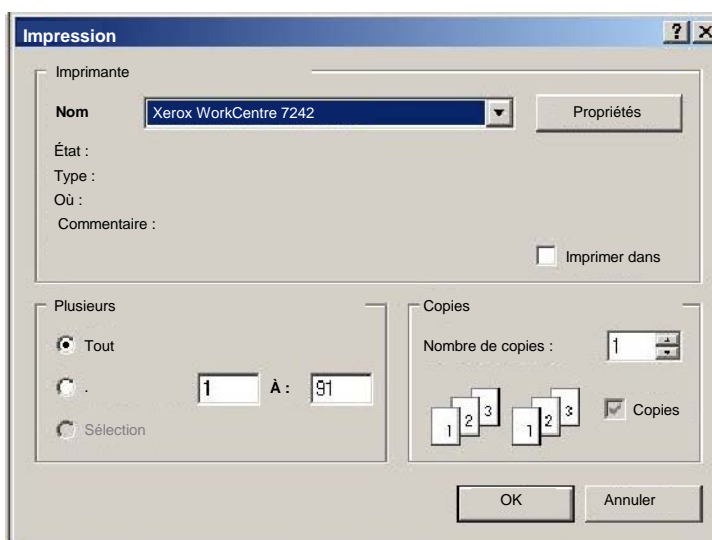 Impression
? X
Imprimante
Nom Xerox WorkCentre 7242 Propriétés
État :
Type :
Où :
Commentaire :
Imprimer dans
Plusieurs
Tout
. 1 À : 91
Sélection
Copies
Nombre de copies : 1
1 2 3 1 2 3 Copies
OK Annuler